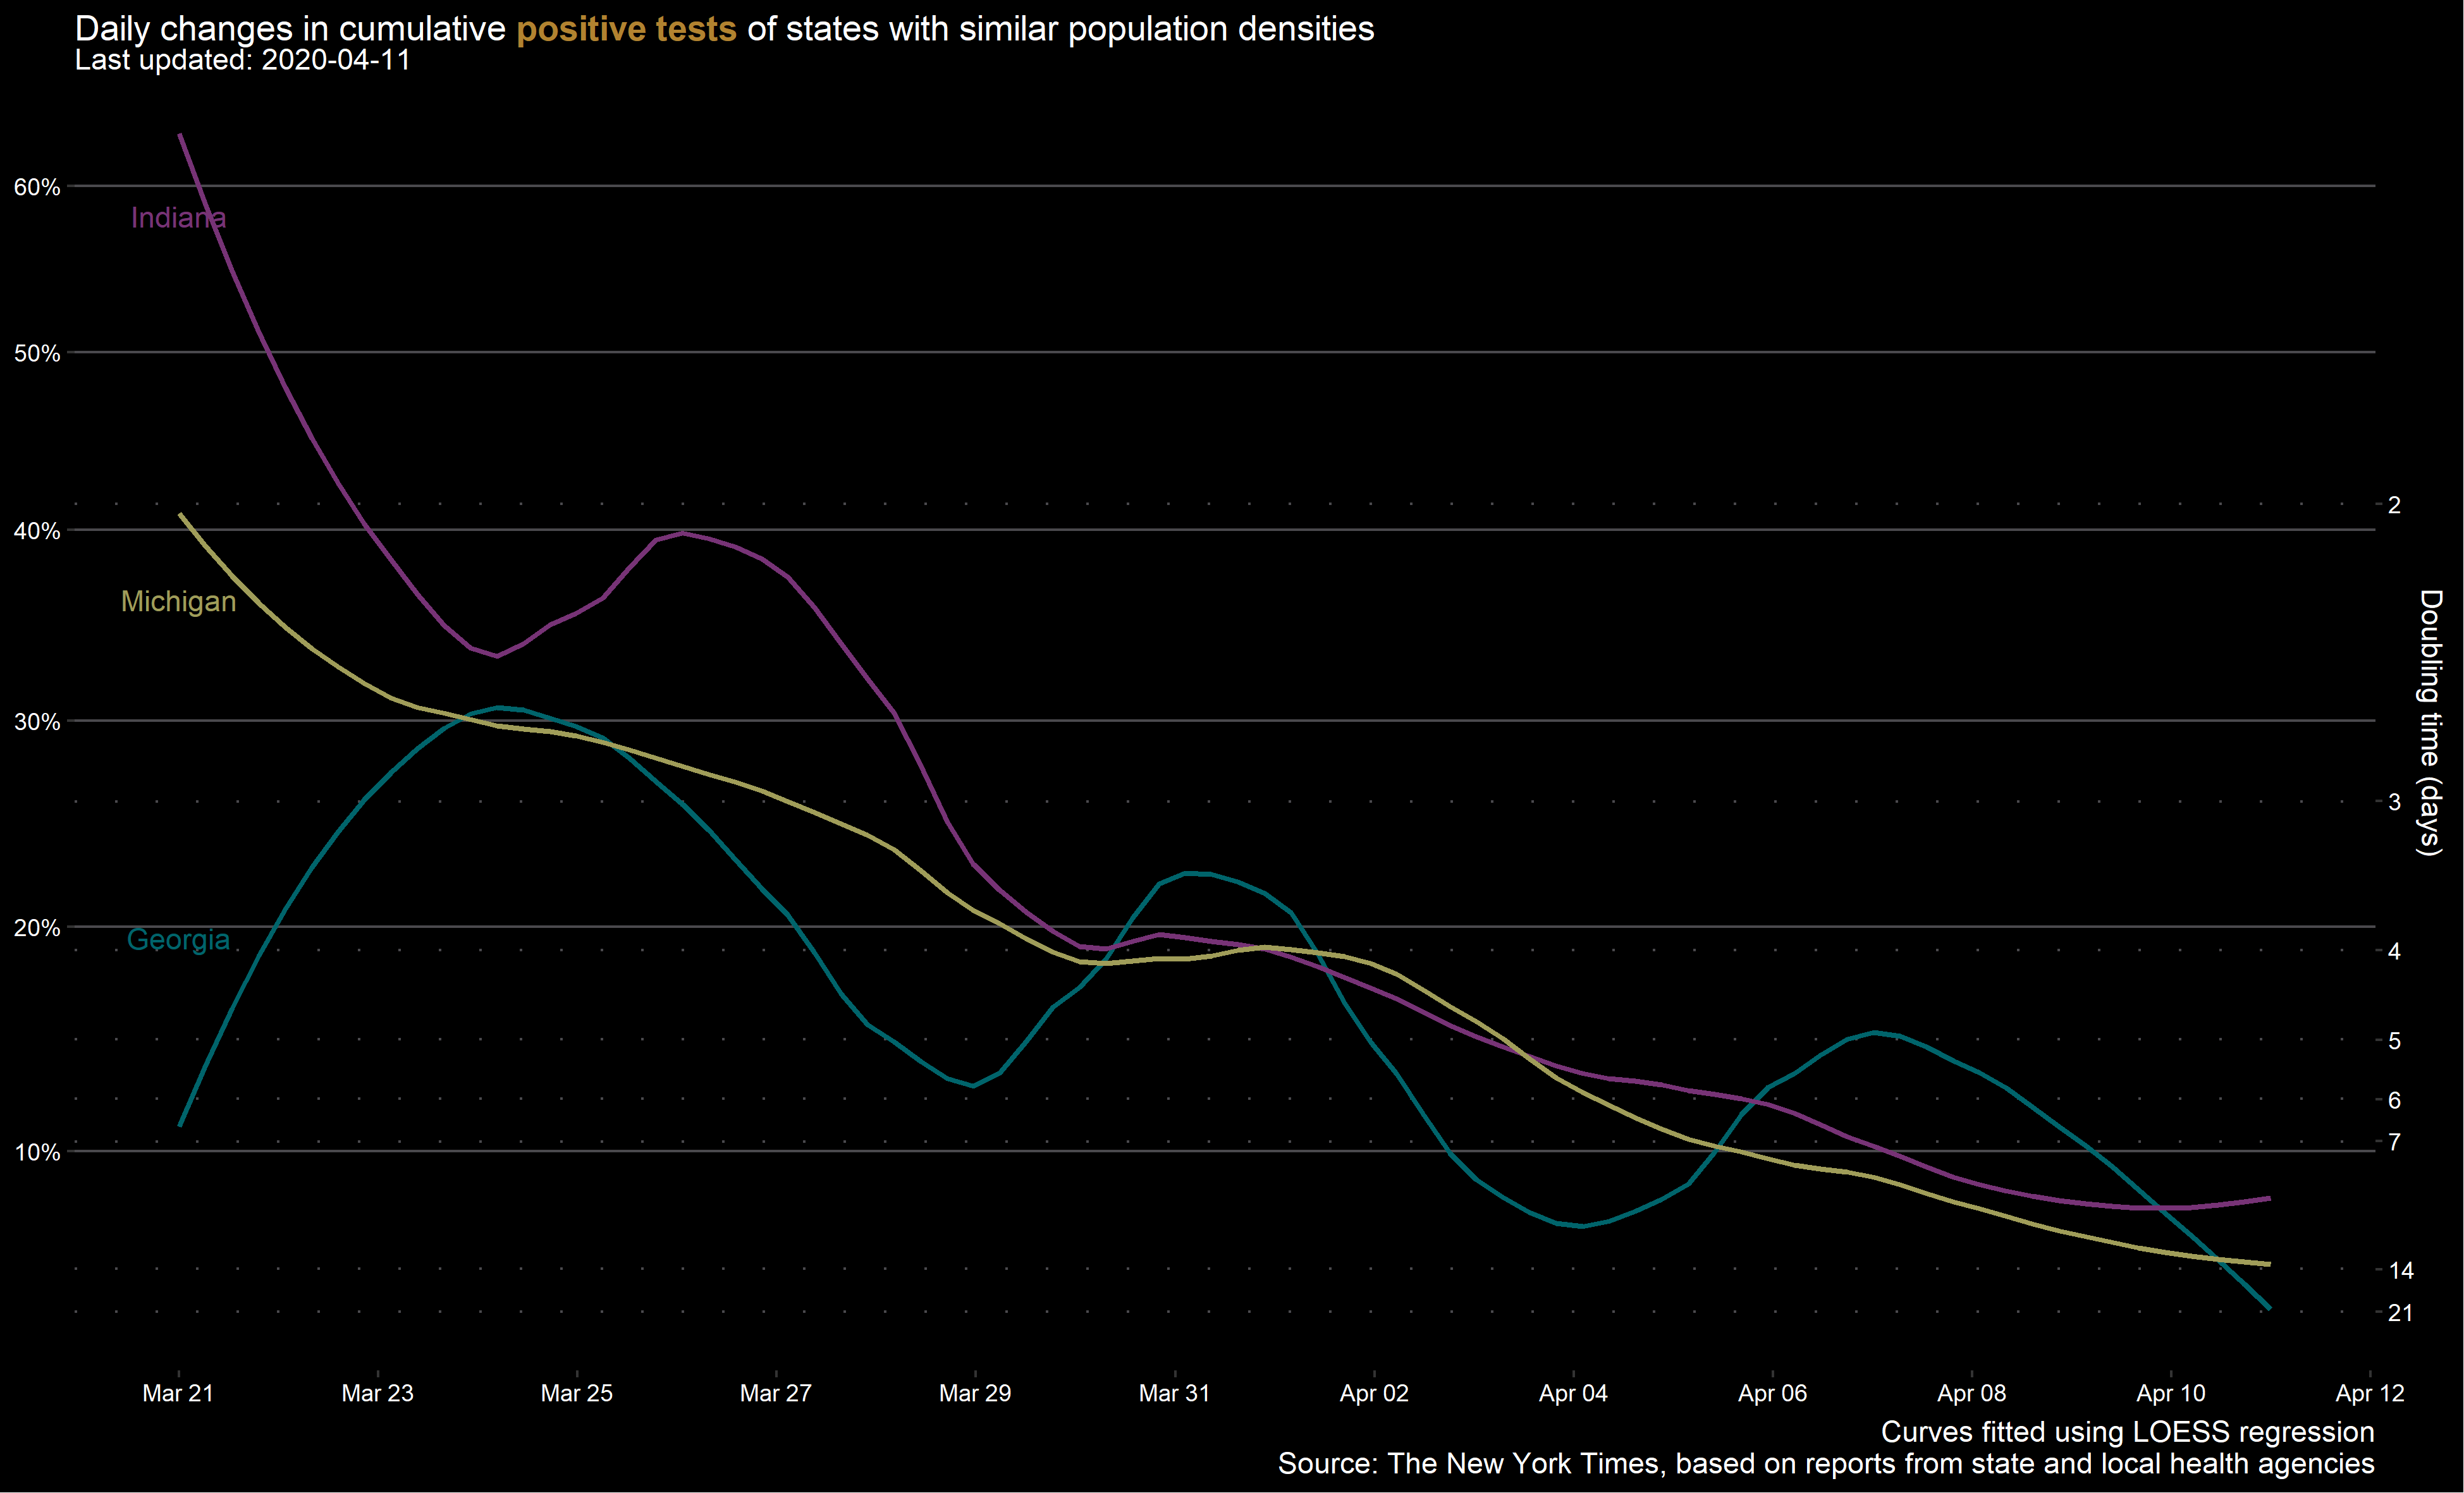 Daily changes in cumulative positive tests of states with similar population densities
Last updated: 2020-04-11
60%
50%
40%
30%
20%
10%
Indiana
Michigan
Georgia
2
3
4
5
6
7
14
21
Doubling time (days)
Mar 21 Mar 23 Mar 25 Mar 27 Mar 29 Mar 31 Apr 02 Apr 04 Apr 06 Apr 08 Apr 10 Apr 12
Curves fitted using LOESS regression
Source: The New York Times, based on reports from state and local health agencies